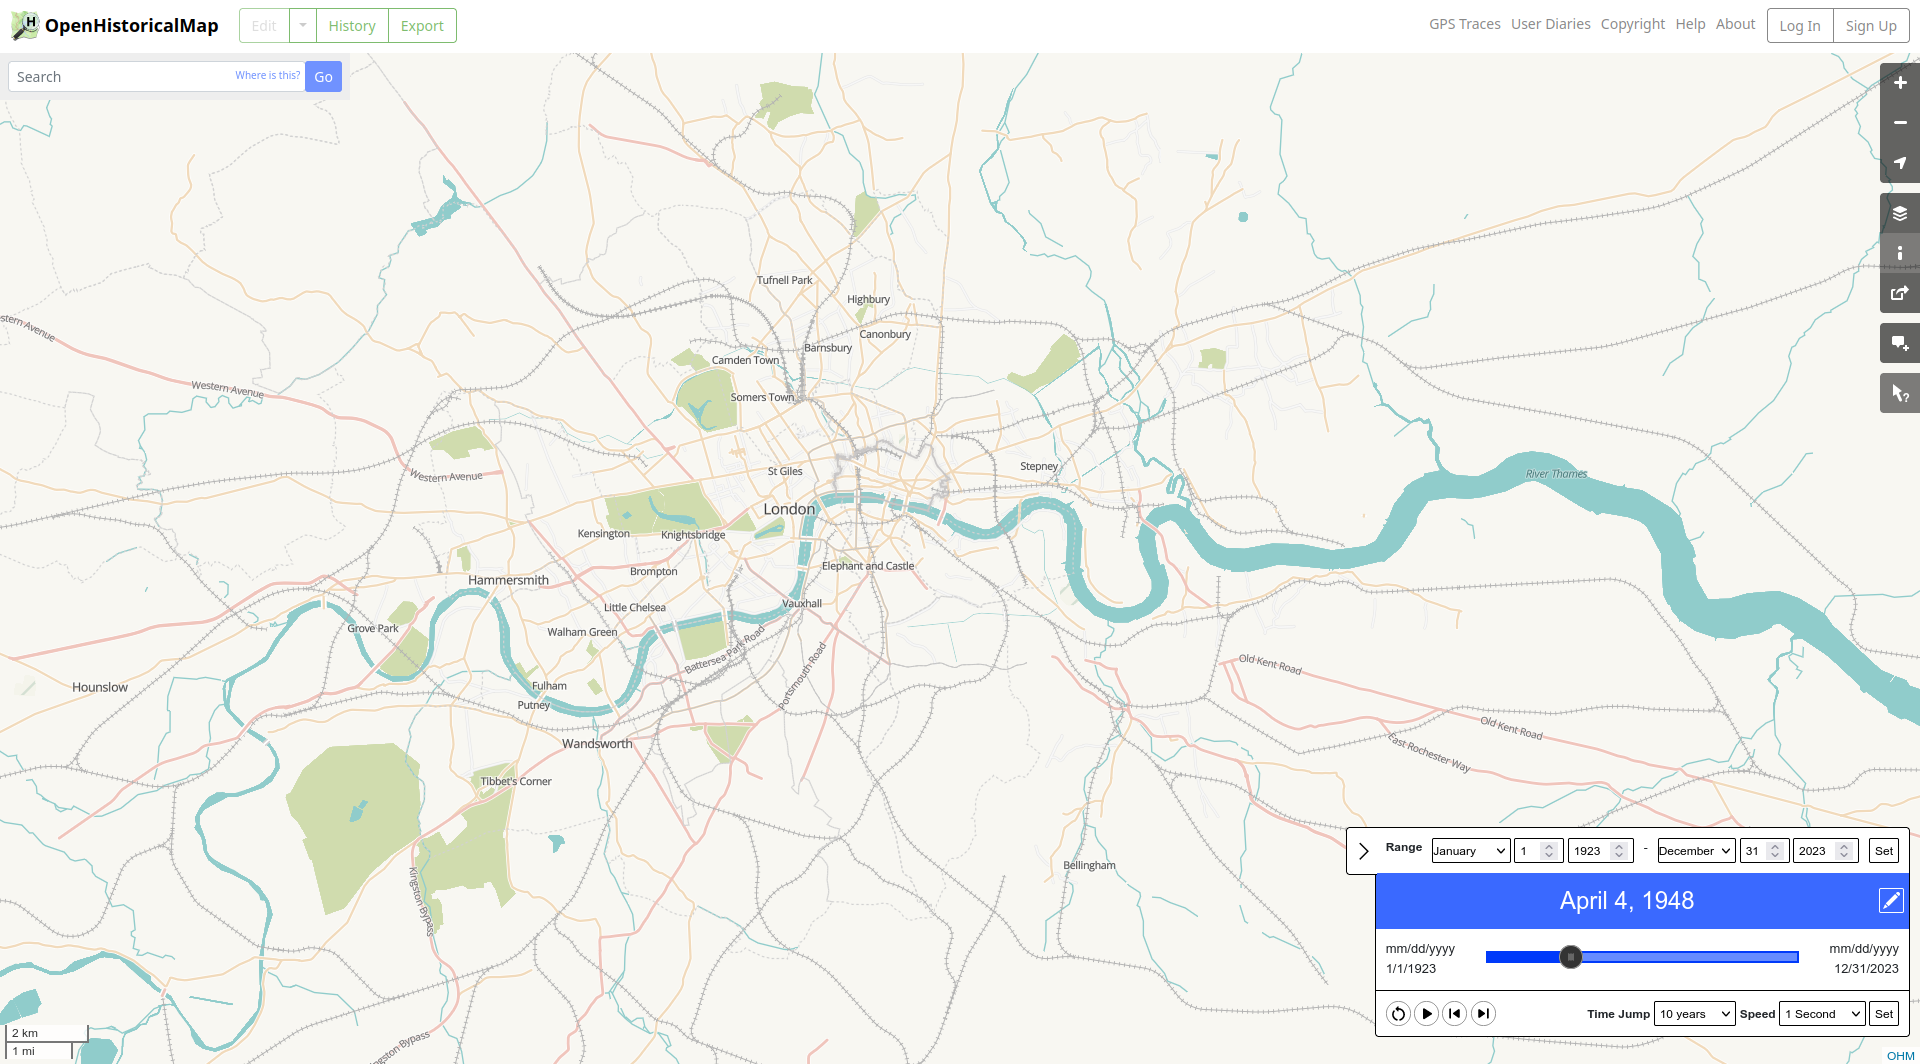 OpenHistoricalMap
Edit
History
Export
GPS Traces
User Diaries
Copyright
Help
About
Log In
Sign Up
Search
Where is this?
Go
Tufnell Park
Highbury
Canonbury
Barnsbury
Camden Town
Somers Town
stern Avenue
Western Avenue
Western Avenue
St Giles
Stepney
River Thames
London
Kensington
Knightsbridge
Elephant and Castle
Brompton
Hammersmith
Little Chelsea
Vauxhall
Grove Park
Walham Green
Battersea Park Road
Portsmouth Road
Old Kent Road
Hounslow
Fulham
Putney
Old Kent Road
East Rochester Way
Wandsworth
Tibbet's Corner
Kingston Bypass
Bellingham
ngston Bypass
Range
January
1
1923
-
December
31
2023
Set
April 4, 1948
mm/dd/yyyy
1/1/1923
mm/dd/yyyy
12/31/2023
Time Jump
10 years
Speed
1 Second
Set
2 km
1 mi
OHM